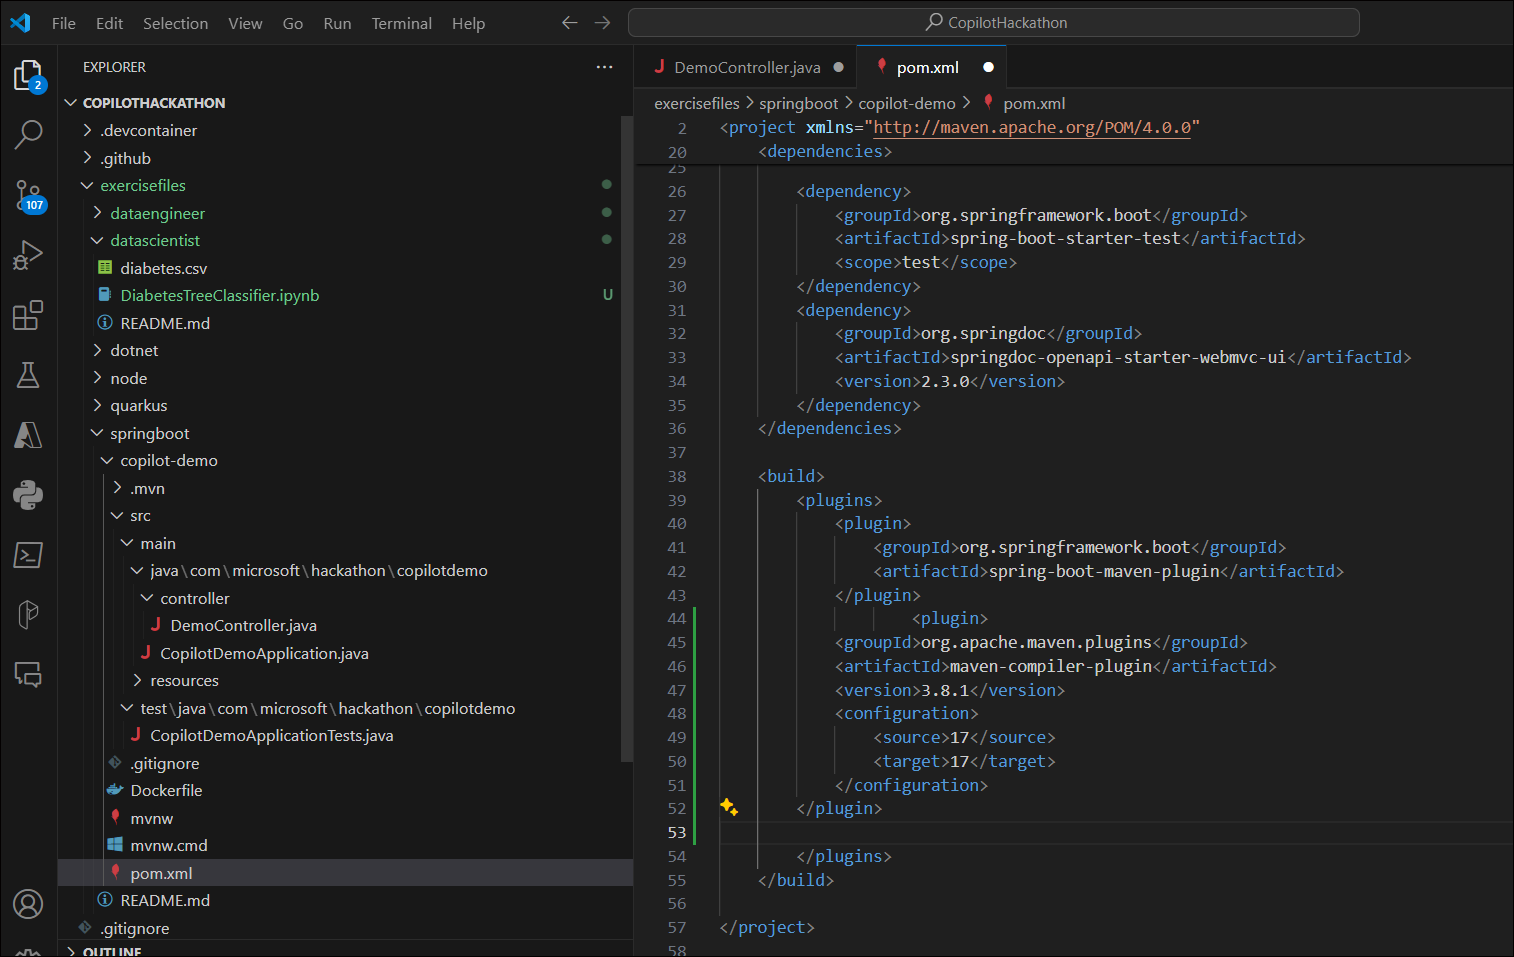 File Edit Selection View Go Run Terminal Help
CopilotHackathon
2
107
EXPLORER
COPILOTHACKATHON
.devcontainer
.github
exercisefiles
dataengineer
datascientist
diabetes.csv
DiabetesTreeClassifier.ipynb U
README.md
dotnet
node
quarkus
springboot
copilot-demo
.mvn
src
main
java\com\microsoft\hackathon\copilotdemo
controller
DemoController.java
CopilotDemoApplication.java
resources
test\java\com\microsoft\hackathon\copilotdemo
CopilotDemoApplicationTests.java
.gitignore
Dockerfile
mvnw
mvnw.cmd
pom.xml
README.md
.gitignore
OUTLINE
DemoController.java pom.xml
exercisefiles > springboot > copilot-demo > pom.xml
2 <project xmlns="http://maven.apache.org/POM/4.0.0"
20 <dependencies>
25
26 <dependency>
27 <groupId>org.springframework.boot</groupId>
28 <artifactId>spring-boot-starter-test</artifactId>
29 <scope>test</scope>
30 </dependency>
31 <dependency>
32 <groupId>org.springdoc</groupId>
33 <artifactId>springdoc-openapi-starter-webmvc-ui</artifactId>
34 <version>2.3.0</version>
35 </dependency>
36 </dependencies>
37
38 <build>
39 <plugins>
40 <plugin>
41 <groupId>org.springframework.boot</groupId>
42 <artifactId>spring-boot-maven-plugin</artifactId>
43 </plugin>
44 <plugin>
45 <groupId>org.apache.maven.plugins</groupId>
46 <artifactId>maven-compiler-plugin</artifactId>
47 <version>3.8.1</version>
48 <configuration>
49 <source>17</source>
50 <target>17</target>
51 </configuration>
52 </plugin>
53
54 </plugins>
55 </build>
56
57 </project>
58